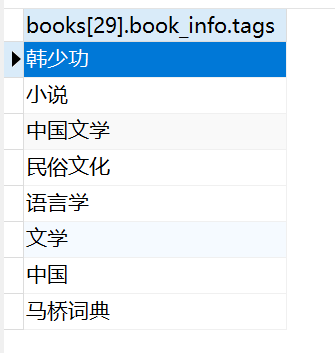 books[29].book_info.tags
韩少功
小说
中国文学
民俗文化
语言学
文学
中国
马桥词典